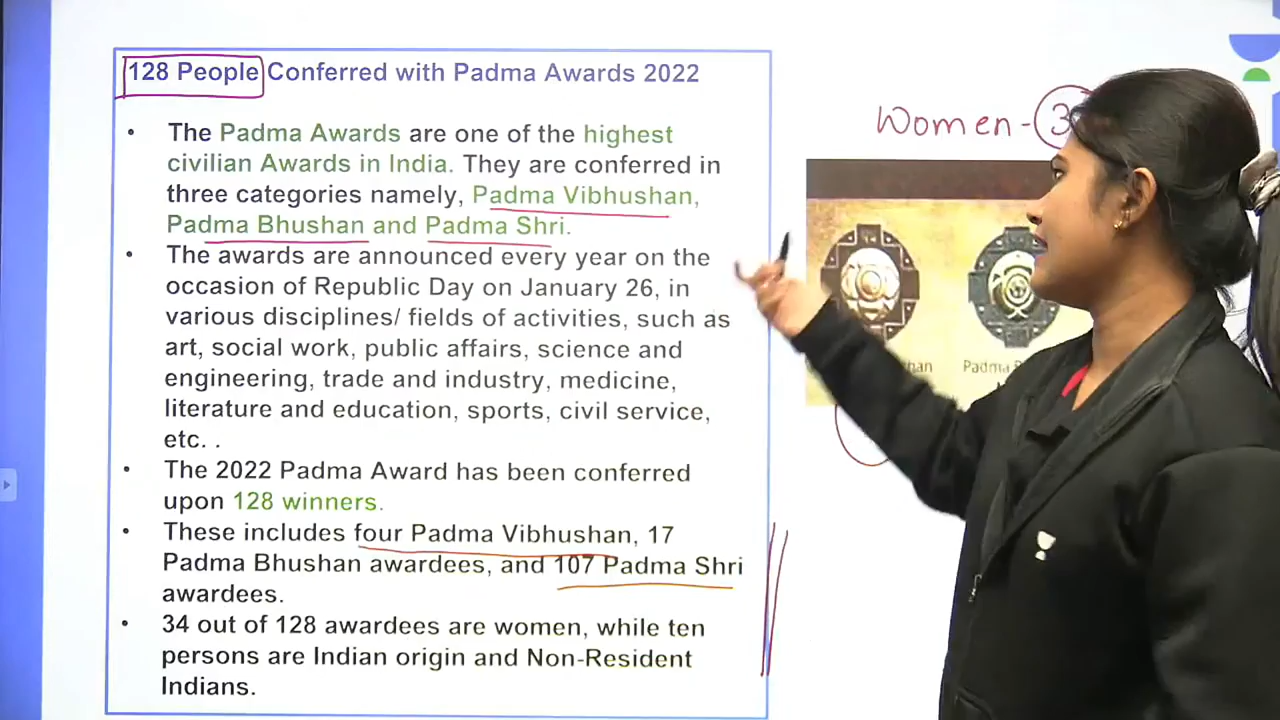 128 People Conferred with Padma Awards 2022
• The Padma Awards are one of the highest
civilian Awards in India. They are conferred in
three categories namely, Padma Vibhushan,
Padma Bhushan and Padma Shri.
• The awards are announced every year on the
occasion of Republic Day on January 26, in
various disciplines/ fields of activities, such as
art, social work, public affairs, science and
engineering, trade and industry, medicine,
literature and education, sports, civil service,
etc. .
• The 2022 Padma Award has been conferred
upon 128 winners.
• These includes four Padma Vibhushan, 17
Padma Bhushan awardees, and 107 Padma Shri
awardees.
• 34 out of 128 awardees are women, while ten
persons are Indian origin and Non-Resident
Indians.
Women - 3
Padma